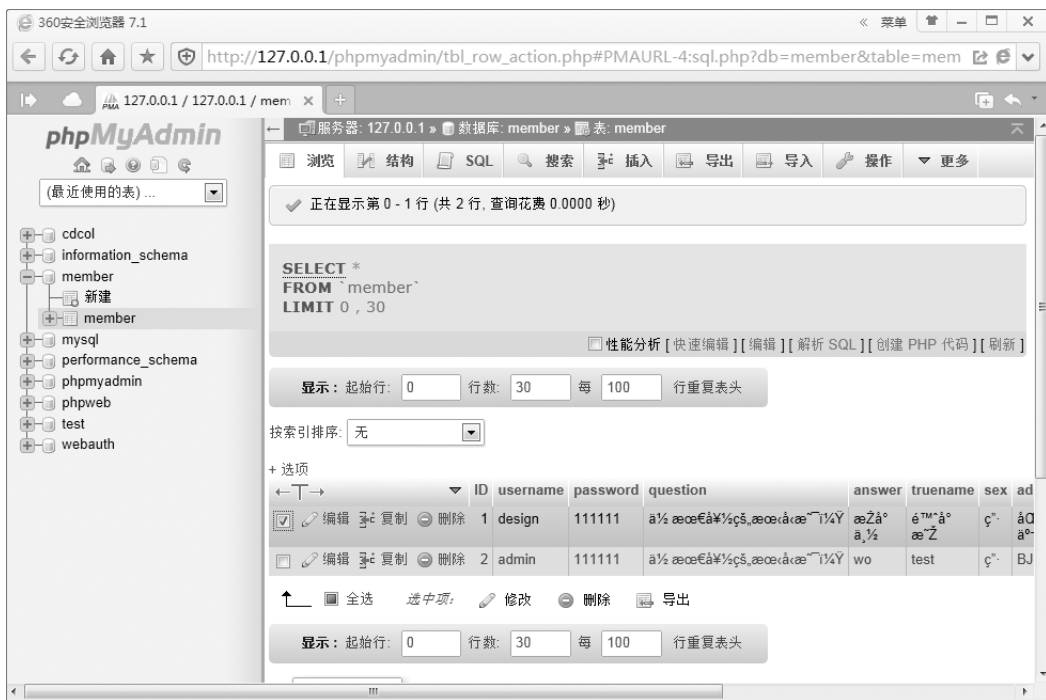 360安全浏览器 7.1 « 菜单
http://127.0.0.1/phpmyadmin/tbl_row_action.php#PMAURL-4:sql.php?db=member&table=mem
127.0.0.1 / 127.0.0.1 / mem
phpMyAdmin
(最近使用的表) ...
cdcol
information_schema
member
新建
member
mysql
performance_schema
phpmyadmin
phpweb
test
webauth
服务器: 127.0.0.1 » 数据库: member » 表: member
浏览 结构 SQL 搜索 插入 导出 导入 操作 更多
正在显示第 0 - 1 行 (共 2 行, 查询花费 0.0000 秒)
SELECT *
FROM `member`
LIMIT 0 , 30
性能分析 [ 快速编辑 ] [ 编辑 ] [ 解析 SQL ] [ 创建 PHP 代码 ] [ 刷新 ]
显示 : 起始行: 0 行数: 30 每 100 行重复表头
按索引排序: 无
+ 选项
←T→ ID username password question answer truename sex ad
编辑 复制 删除 1 design 111111
编辑 复制 删除 2 admin 111111 wo test BJ
全选 选中项: 修改 删除 导出
显示 : 起始行: 0 行数: 30 每 100 行重复表头